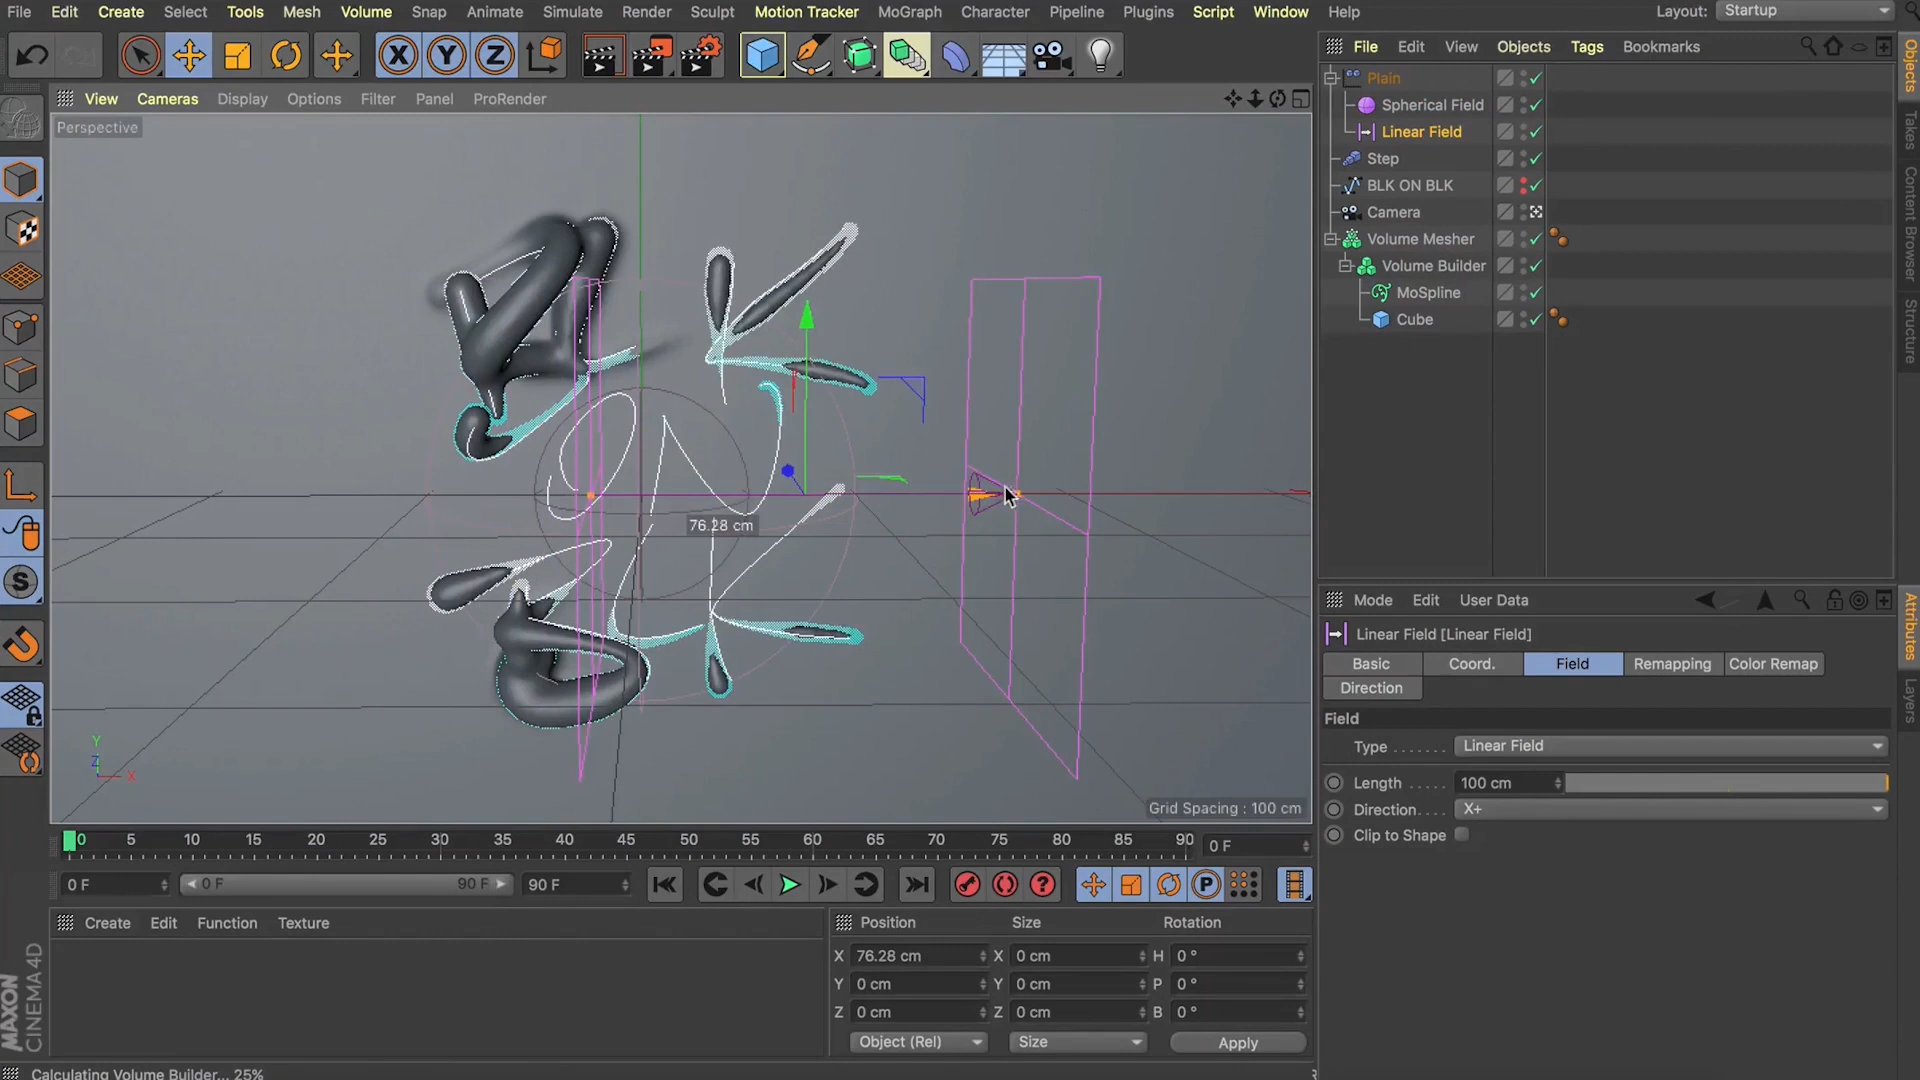 File Edit Create Select Tools Mesh Volume Snap Animate Simulate Render Sculpt Motion Tracker MoGraph Character Pipeline Plugins Script Window Help Layout: Startup
X Y Z
File Edit View Objects Tags Bookmarks
View Cameras Display Options Filter Panel ProRender
Perspective
Plain
Spherical Field
Linear Field
Step
BLK ON BLK
Camera
Volume Mesher
Volume Builder
MoSpline
Cube
Objects
Takes
Content Browser
Structure
76.28 cm
Y
Z
X
Grid Spacing : 100 cm
Mode Edit User Data
Linear Field [Linear Field]
Basic Coord. Field Remapping Color Remap
Direction
Field
Type Linear Field
Length 100 cm
Direction X+
Clip to Shape
Attributes
Layers
0 5 10 15 20 25 30 35 40 45 50 55 60 65 70 75 80 85 90 0 F
0 F 0 F 90 F 90 F
Create Edit Function Texture
Position Size Rotation
X 76.28 cm X 0 cm H 0 °
Y 0 cm Y 0 cm P 0 °
Z 0 cm Z 0 cm B 0 °
Object (Rel) Size Apply
MAXON
CINEMA 4D
Calculating Volume Builder... 25%